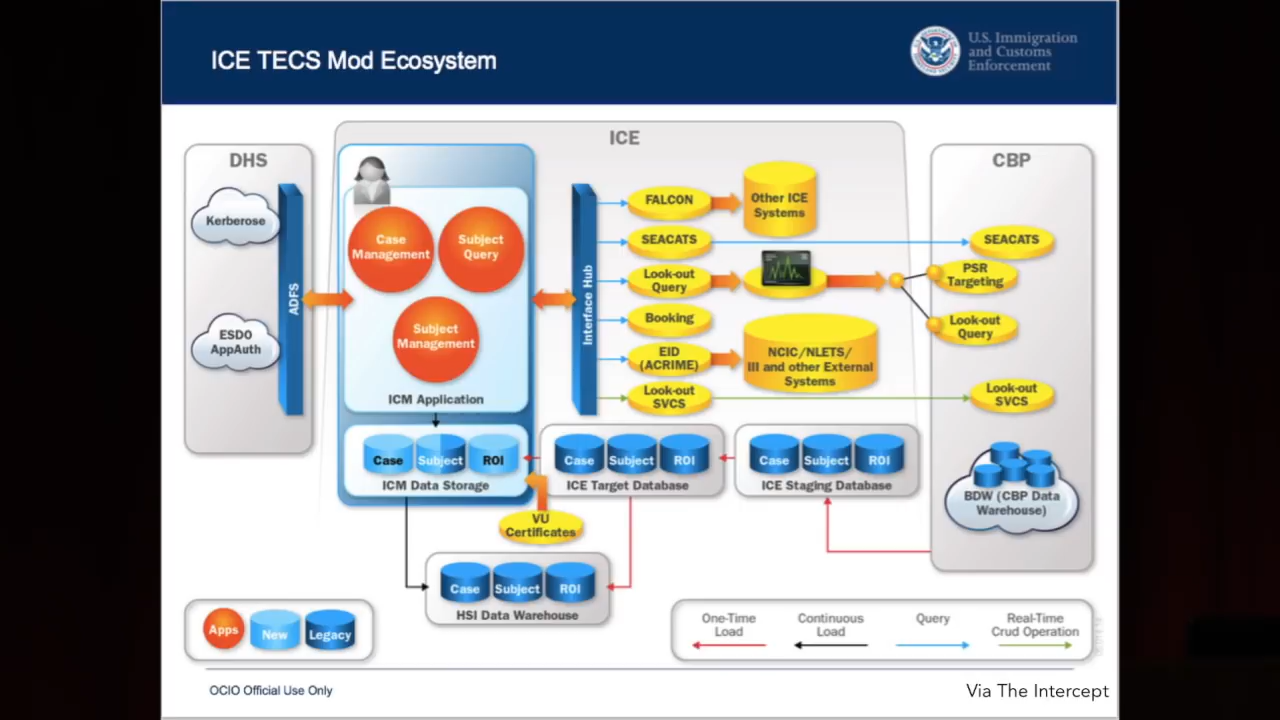 ICE TECS Mod Ecosystem
U.S. Immigration
and Customs
Enforcement
DHS
Kerberose
ESDO
AppAuth
ADFS
ICE
Case
Management
Subject
Query
Subject
Management
ICM Application
Case
Subject
ROI
ICM Data Storage
Interface Hub
FALCON
Other ICE
Systems
SEACATS
Look-out
Query
Booking
EID
(ACRIME)
NCIC/NLETS/
III and other External
Systems
Look-out
SVCS
Case
Subject
ROI
ICE Target Database
Case
Subject
ROI
ICE Staging Database
VU
Certificates
Case
Subject
ROI
HSI Data Warehouse
CBP
SEACATS
PSR
Targeting
Look-out
Query
Look-out
SVCS
BDW (CBP Data
Warehouse)
Apps
New
Legacy
One-Time
Load
Continuous
Load
Query
Real-Time
Crud Operation
OCIO Official Use Only
Via The Intercept